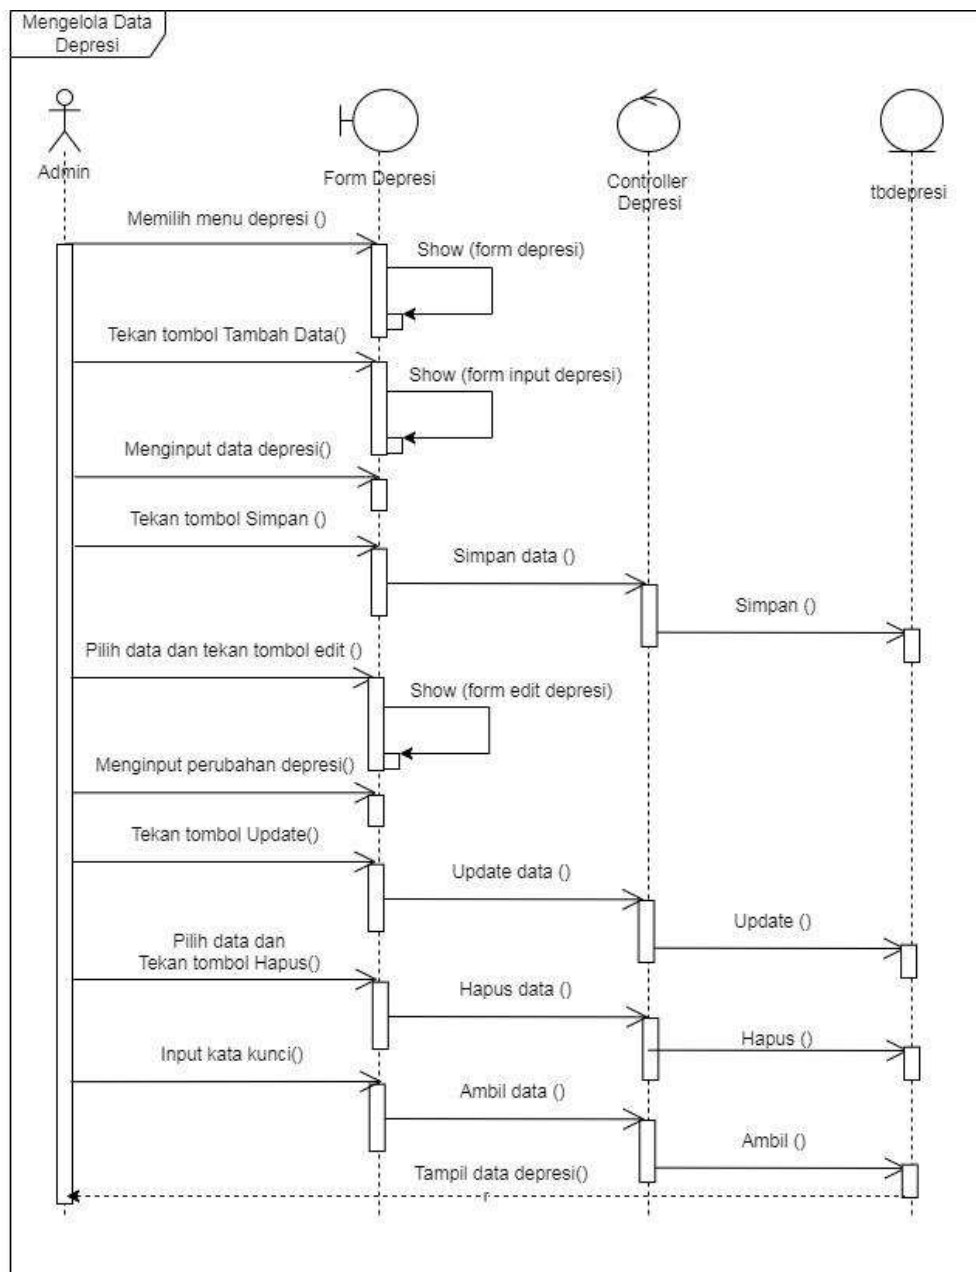 Mengelola Data
Depresi
Admin
Form Depresi
Controller
Depresi
tbdepresi
Memilih menu depresi ()
Show (form depresi)
Tekan tombol Tambah Data()
Show (form input depresi)
Menginput data depresi()
Tekan tombol Simpan ()
Simpan data ()
Simpan ()
Pilih data dan tekan tombol edit ()
Show (form edit depresi)
Menginput perubahan depresi()
Tekan tombol Update()
Update data ()
Update ()
Pilih data dan
Tekan tombol Hapus()
Hapus data ()
Hapus ()
Input kata kunci()
Ambil data ()
Ambil ()
Tampil data depresi()
r